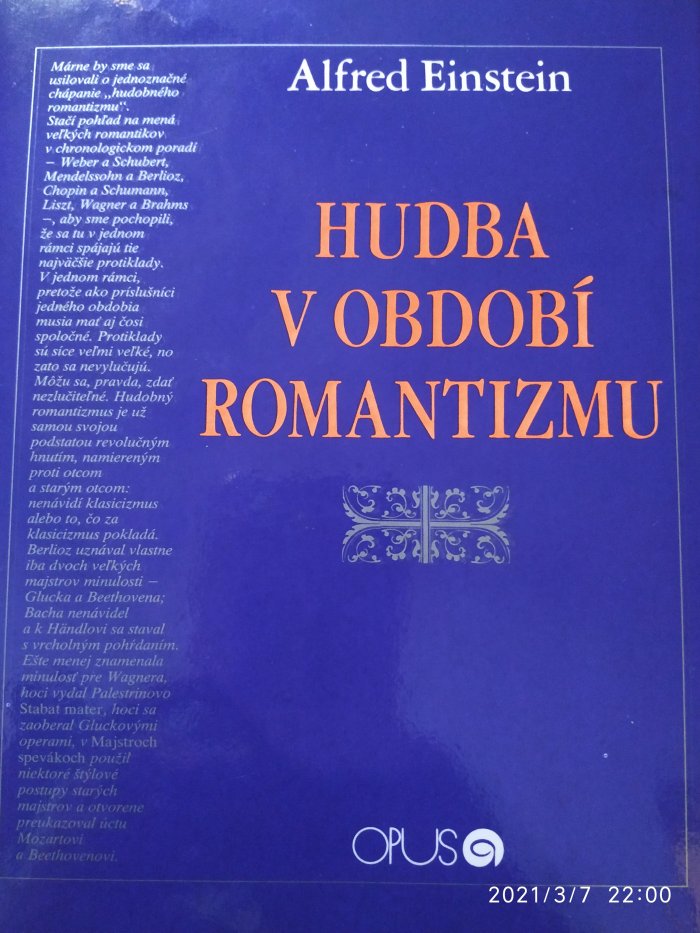 Alfred Einstein
HUDBA
V OBDOBÍ
ROMANTIZMU
Márne by sme sa
usilovali o jednoznačné
chápanie „hudobného
romantizmu“.
Stačí pohľad na mená
veľkých romantikov
v chronologickom poradí
– Weber a Schubert,
Mendelssohn a Berlioz,
Chopin a Schumann,
Liszt, Wagner a Brahms
–, aby sme pochopili,
že sa tu v jednom
rámci spájajú tie
najväčšie protiklady.
V jednom rámci,
pretože ako príslušníci
jedného obdobia
musia mať aj čosi
spoločné. Protiklady
sú síce veľmi veľké, no
zato sa nevylučujú.
Môžu sa, pravda, zdať
nezlučiteľné. Hudobný
romantizmus je už
samou svojou
podstatou revolučným
hnutím, namiereným
proti otcom
a starým otcom:
nenávidí klasicizmus
alebo to, čo za
klasicizmus pokladá.
Berlioz uznával vlastne
iba dvoch veľkých
majstrov minulosti –
Glucka a Beethovena;
Bacha nenávidel
a k Händlovi sa staval
s vrcholným pohŕdaním.
Ešte menej znamenala
minulosť pre Wagnera,
hoci vydal Palestrinovo
Stabat mater, hoci sa
zaoberal Gluckovými
operami, v Majstroch
spevákoch použil
niektoré štýlové
postupy starých
majstrov a otvorene
preukazoval úctu
Mozartovi
a Beethovenovi.
OPUS
2021/3/7 22:00